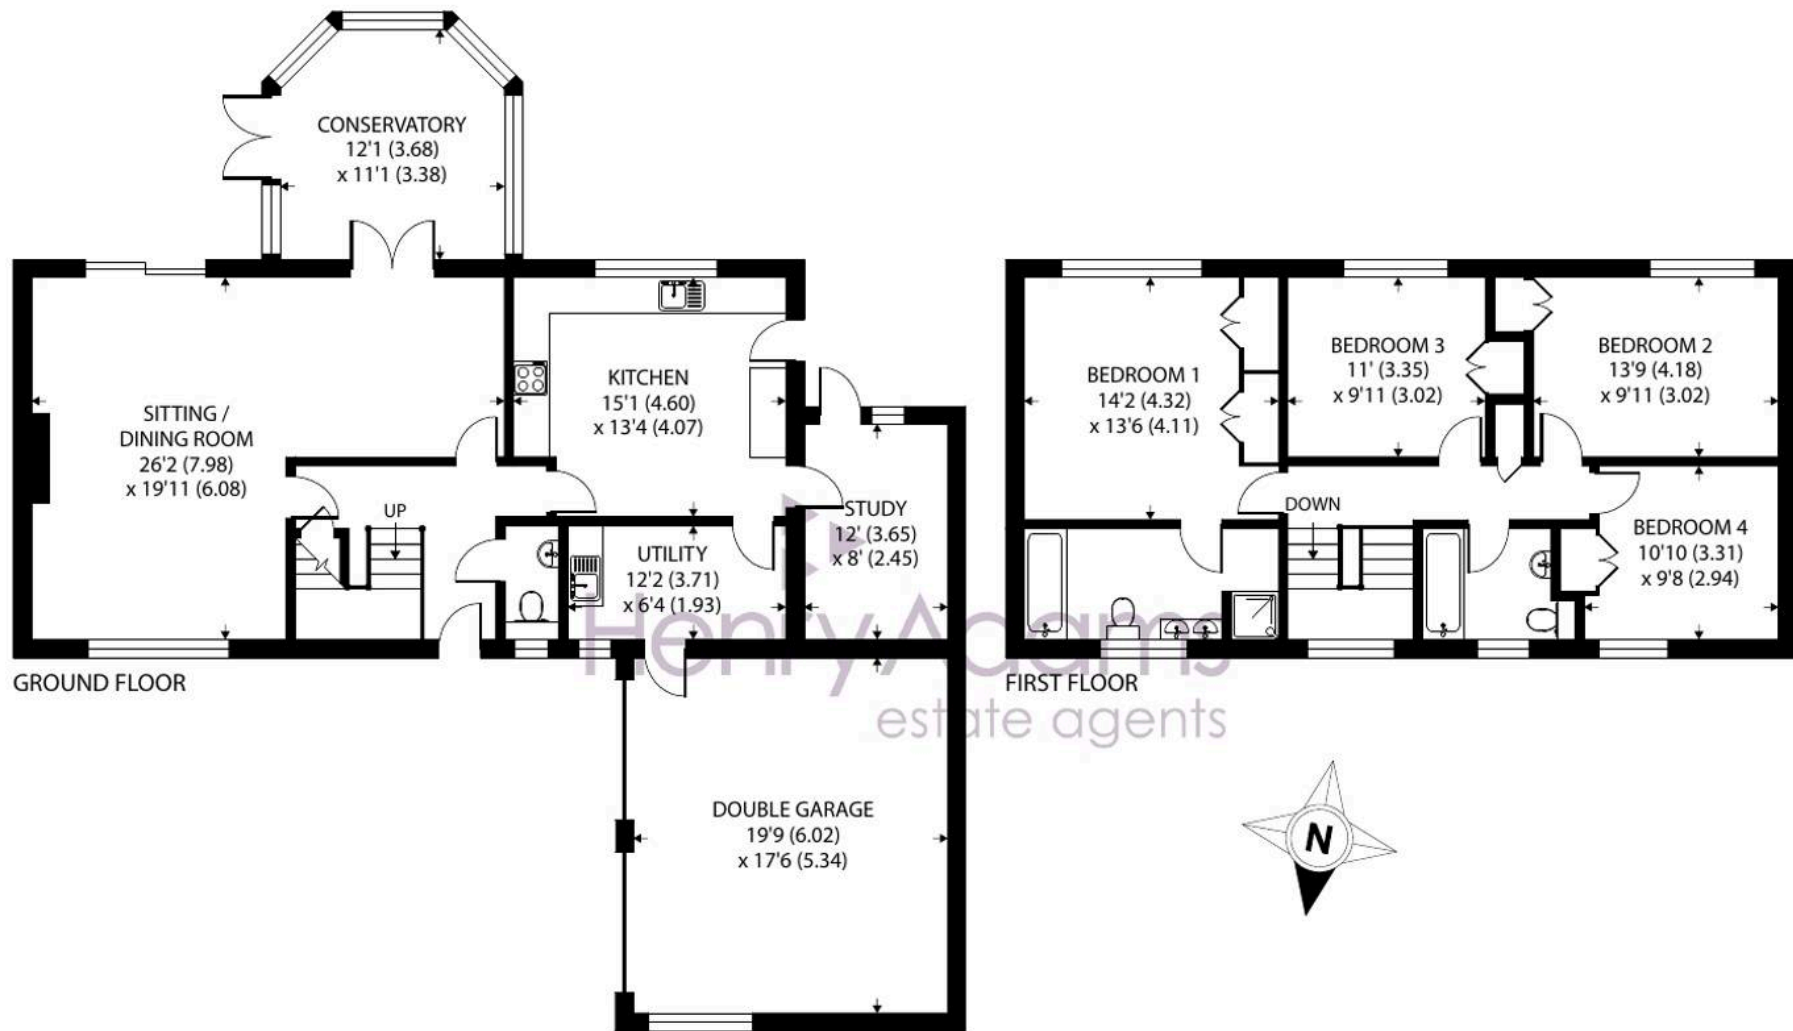 CONSERVATORY
12'1 (3.68)
x 11'1 (3.38)
SITTING /
DINING ROOM
26'2 (7.98)
x 19'11 (6.08)
KITCHEN
15'1 (4.60)
x 13'4 (4.07)
UP
UTILITY
12'2 (3.71)
x 6'4 (1.93)
STUDY
12' (3.65)
x 8' (2.45)
GROUND FLOOR
DOUBLE GARAGE
19'9 (6.02)
x 17'6 (5.34)
BEDROOM 1
14'2 (4.32)
x 13'6 (4.11)
BEDROOM 3
11' (3.35)
x 9'11 (3.02)
BEDROOM 2
13'9 (4.18)
x 9'11 (3.02)
DOWN
BEDROOM 4
10'10 (3.31)
x 9'8 (2.94)
FIRST FLOOR
HenryAdams
estate agents
N